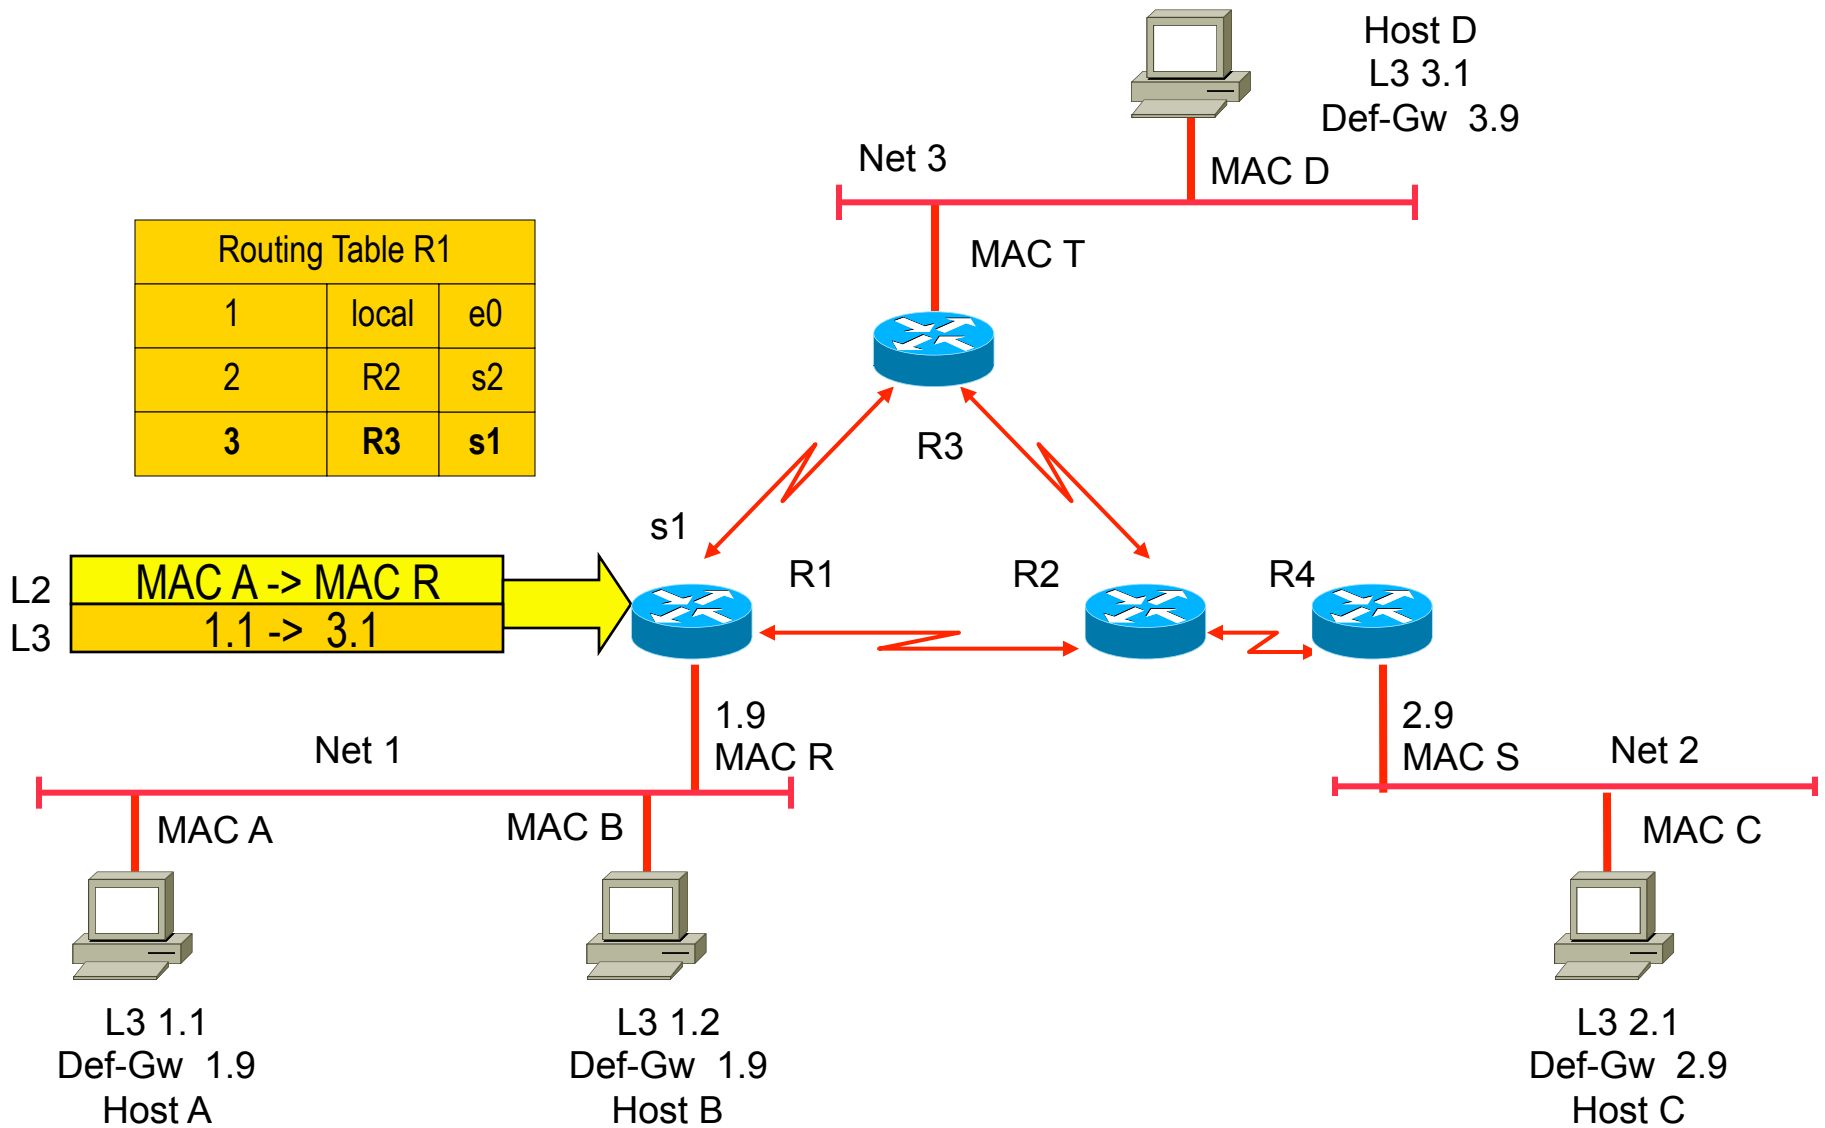 Host D
L3 3.1
Def-Gw 3.9
Net 3
MAC D
MAC T
Routing Table R1
1 local e0
2 R2 s2
3 R3 s1
R3
s1
R1
R2
R4
L2 MAC A -> MAC R
L3 1.1 -> 3.1
1.9
MAC R
2.9
MAC S
Net 1
Net 2
MAC A
MAC B
MAC C
L3 1.1
Def-Gw 1.9
Host A
L3 1.2
Def-Gw 1.9
Host B
L3 2.1
Def-Gw 2.9
Host C